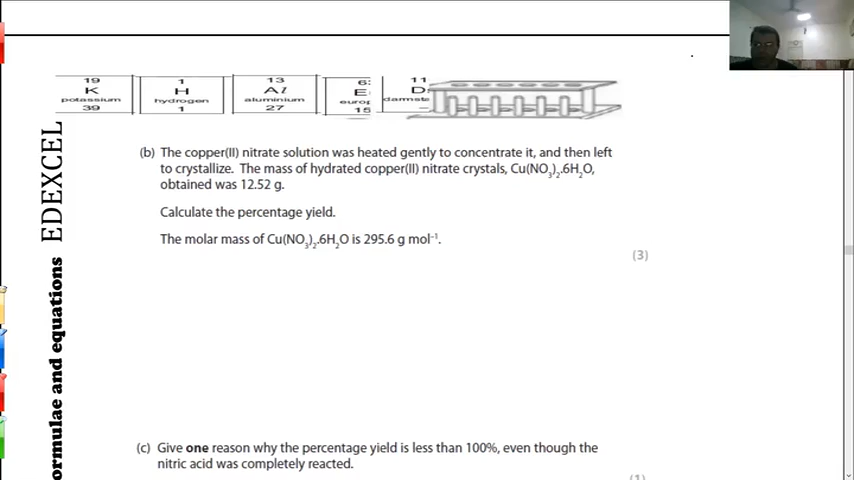 19
K
potassium
39
1
H
hydrogen
1
13
Al
aluminium
27
11
(b) The copper(II) nitrate solution was heated gently to concentrate it, and then left
to crystallize. The mass of hydrated copper(II) nitrate crystals, Cu(NO₃)₂.6H₂O,
obtained was 12.52 g.
Calculate the percentage yield.
The molar mass of Cu(NO₃)₂.6H₂O is 295.6 g mol⁻¹.
(3)
(c) Give one reason why the percentage yield is less than 100%, even though the
nitric acid was completely reacted.
(1)
ormulae and equations EDEXCEL